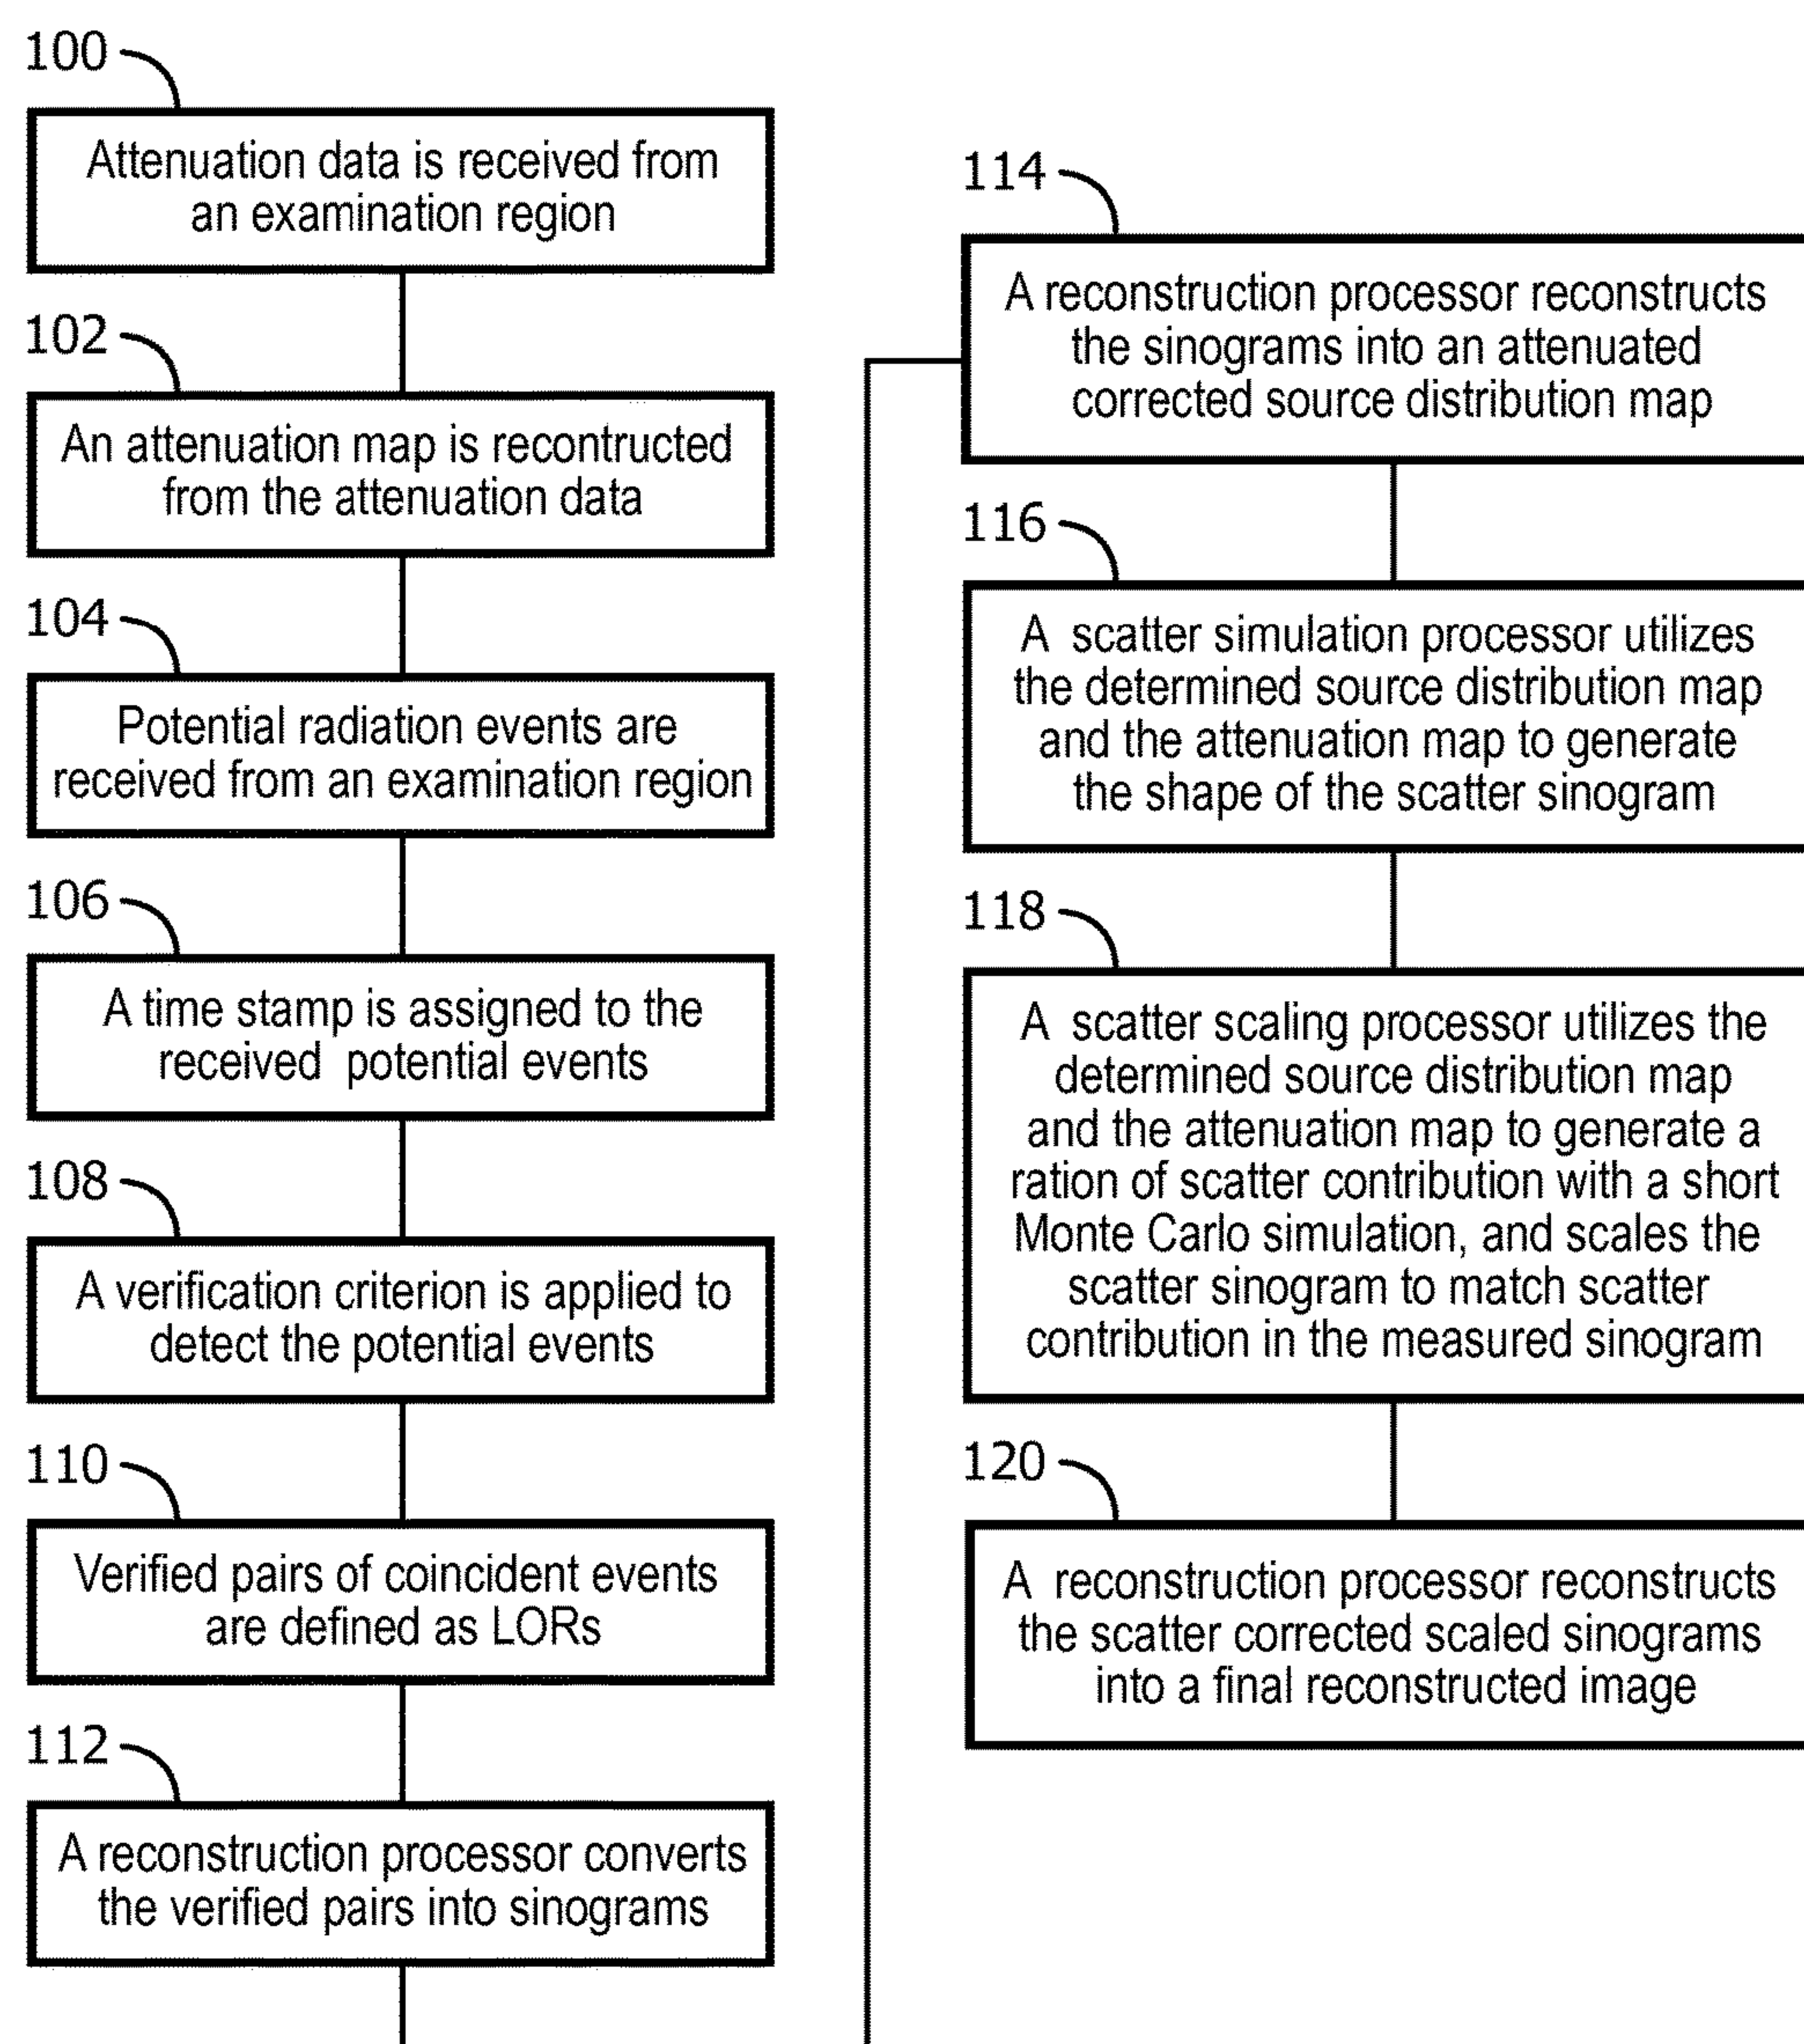 100
Attenuation data is received from
an examination region
102
An attenuation map is recontructed
from the attenuation data
104
Potential radiation events are
received from an examination region
106
A time stamp is assigned to the
received potential events
108
A verification criterion is applied to
detect the potential events
110
Verified pairs of coincident events
are defined as LORs
112
A reconstruction processor converts
the verified pairs into sinograms
114
A reconstruction processor reconstructs
the sinograms into an attenuated
corrected source distribution map
116
A scatter simulation processor utilizes
the determined source distribution map
and the attenuation map to generate
the shape of the scatter sinogram
118
A scatter scaling processor utilizes the
determined source distribution map
and the attenuation map to generate a
ration of scatter contribution with a short
Monte Carlo simulation, and scales the
scatter sinogram to match scatter
contribution in the measured sinogram
120
A reconstruction processor reconstructs
the scatter corrected scaled sinograms
into a final reconstructed image